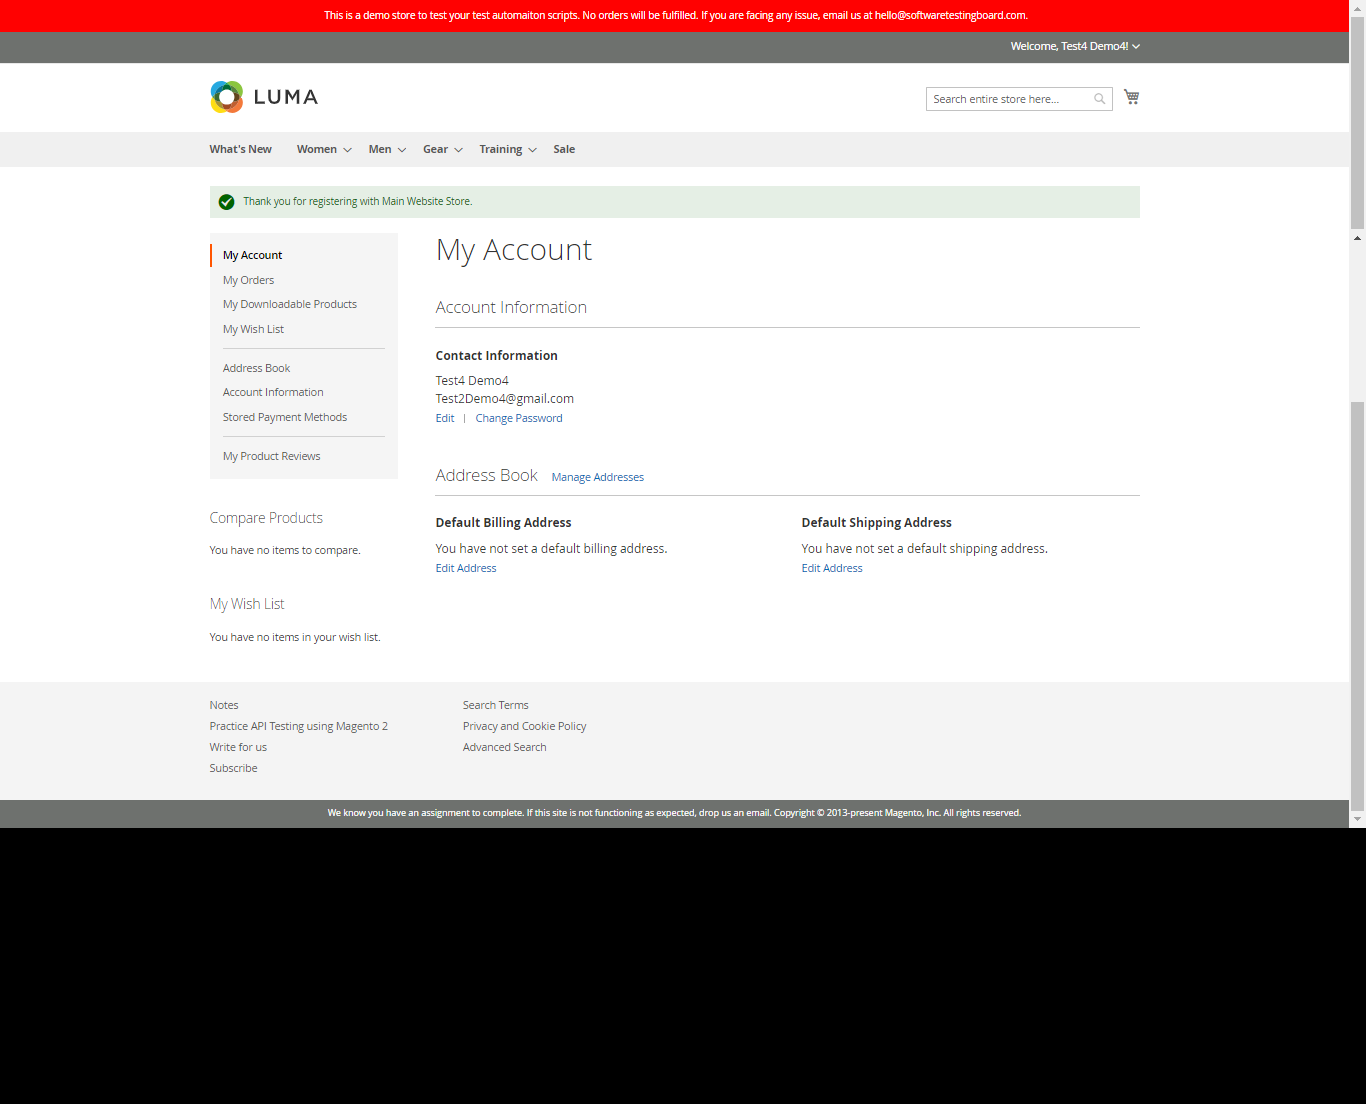 This is a demo store to test your test automaiton scripts. No orders will be fulfilled. If you are facing any issue, email us at hello@softwaretestingboard.com.
Welcome, Test4 Demo4!
LUMA
Search entire store here...
What's New Women Men Gear Training Sale
Thank you for registering with Main Website Store.
My Account
My Orders
My Downloadable Products
My Wish List
Address Book
Account Information
Stored Payment Methods
My Product Reviews
Compare Products
You have no items to compare.
My Wish List
You have no items in your wish list.
My Account
Account Information
Contact Information
Test4 Demo4
Test2Demo4@gmail.com
Edit | Change Password
Address Book Manage Addresses
Default Billing Address
You have not set a default billing address.
Edit Address
Default Shipping Address
You have not set a default shipping address.
Edit Address
Notes
Practice API Testing using Magento 2
Write for us
Subscribe
Search Terms
Privacy and Cookie Policy
Advanced Search
We know you have an assignment to complete. If this site is not functioning as expected, drop us an email. Copyright © 2013-present Magento, Inc. All rights reserved.